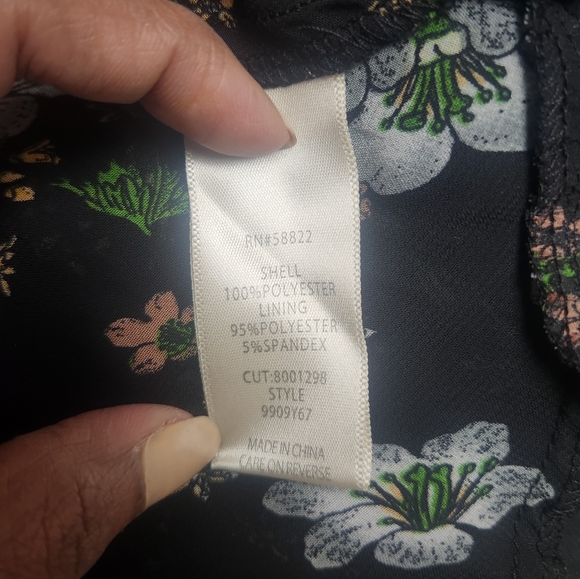 RN#58822
SHELL
100%POLYESTER
LINING
95%POLYESTER
5%SPANDEX
CUT:8001298
STYLE
9909Y67
MADE IN CHINA
CARE ON REVERSE